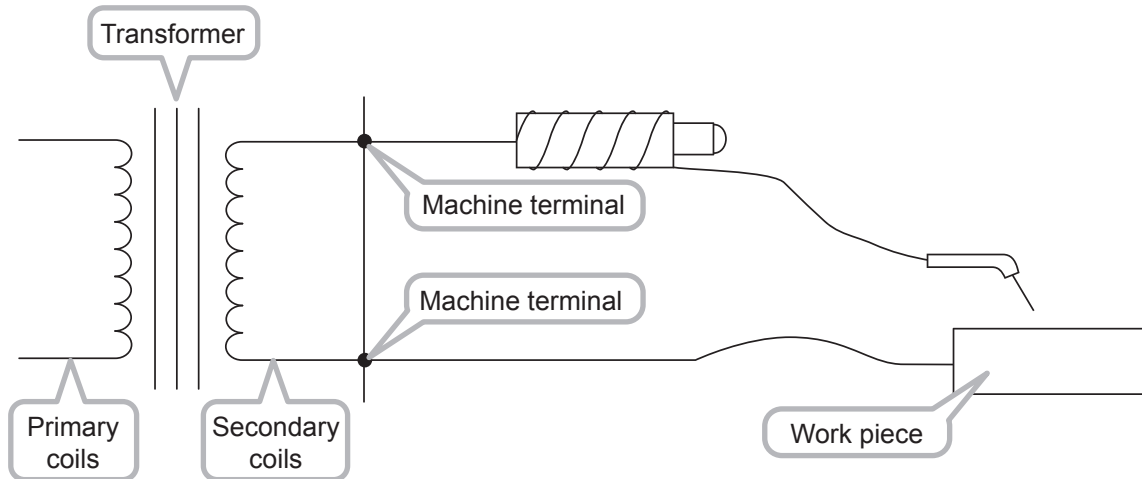 Transformer
Machine terminal
Machine terminal
Primary
coils
Secondary
coils
Work piece